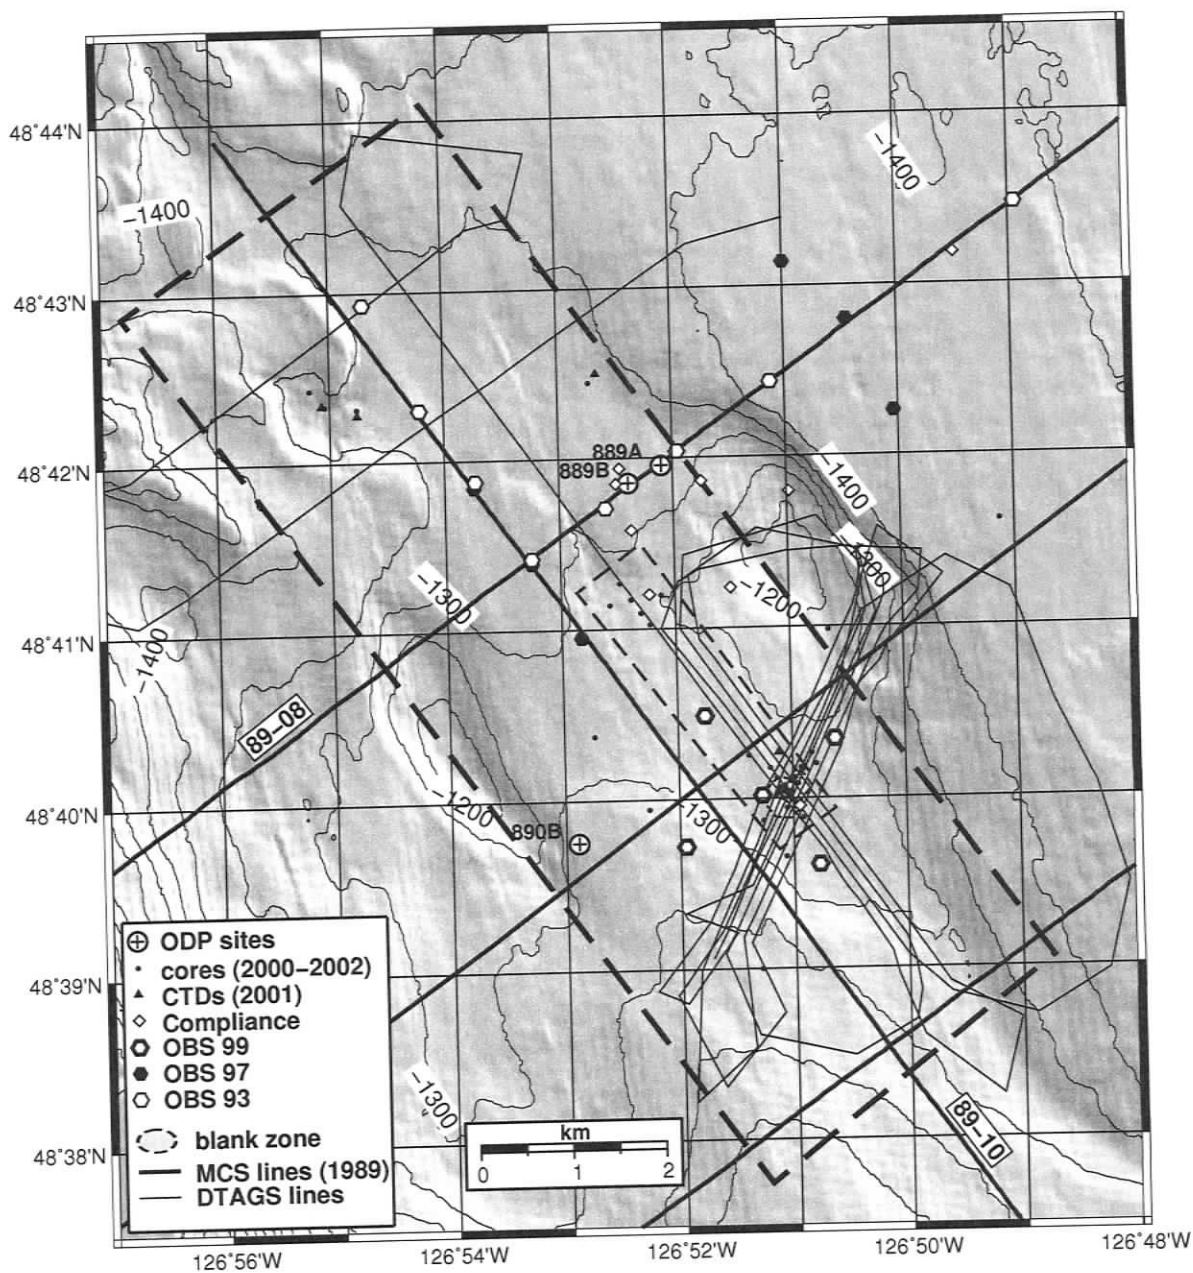 48°44'N
−1400
−1400
48°43'N
889A
889B
48°42'N
−1400
−1300
−1300
−1200
48°41'N
−1400
89−08
−1200
890B
1300
48°40'N
ODP sites
cores (2000−2002)
CTDs (2001)
Compliance
OBS 99
OBS 97
OBS 93
blank zone
MCS lines (1989)
DTAGS lines
48°39'N
−1300
89−10
km
0 1 2
48°38'N
126°56'W
126°54'W
126°52'W
126°50'W
126°48'W